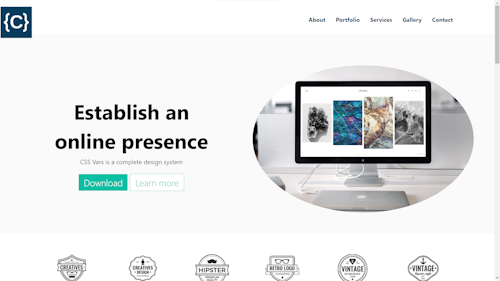 {C}
About Portfolio Services Gallery Contact
Establish an
online presence
CSS Vars is a complete design system
Download Learn more
CREATIVES
CREATIVES
DESIGN
HIPSTER
RETRO LOGO
VINTAGE
VINTAGE